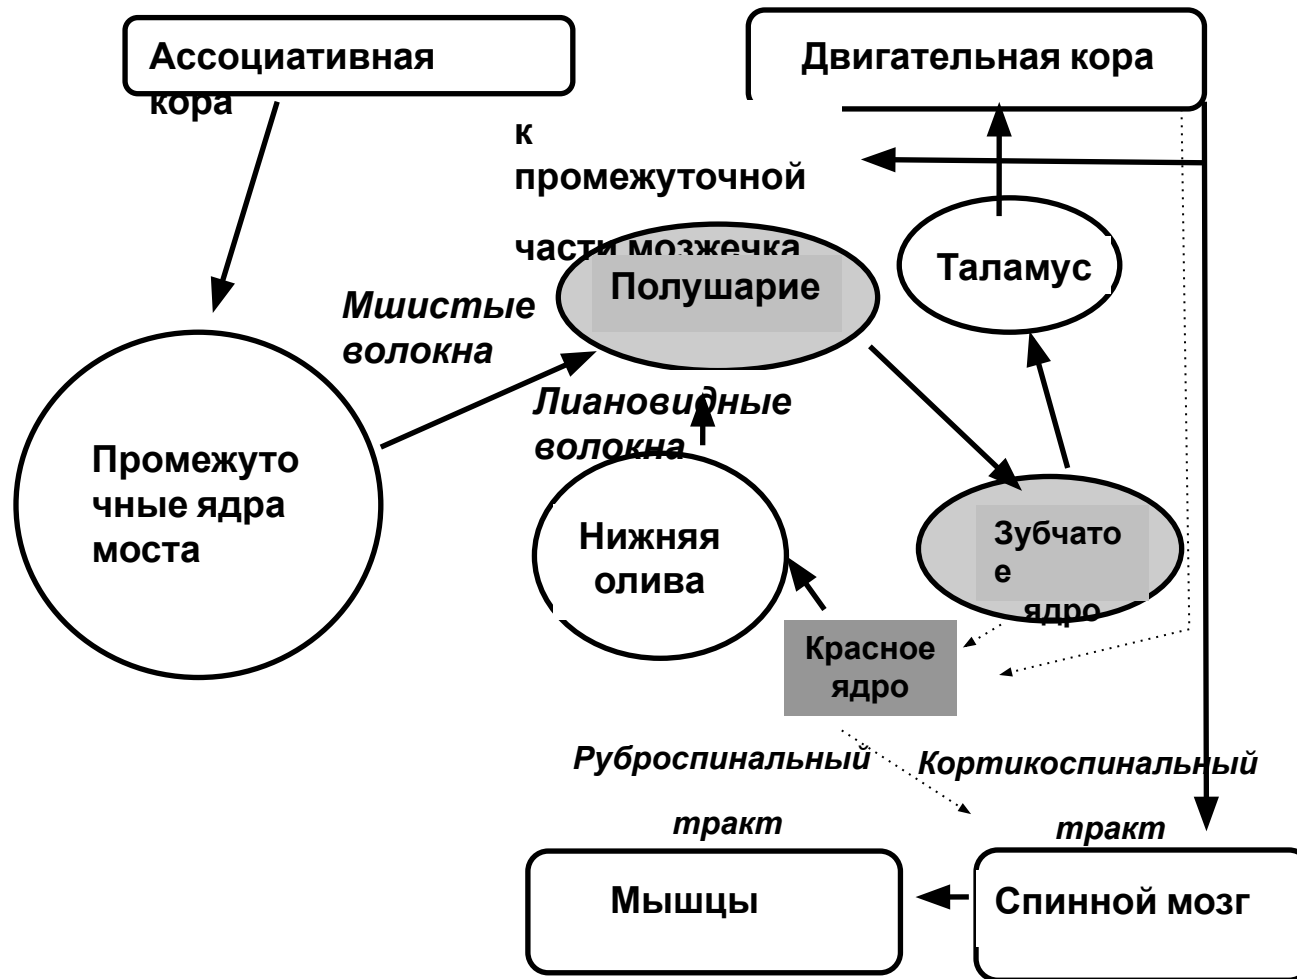 Ассоциативная
кора
Двигательная кора
к
промежуточной
части мозжечка
Полушарие
Таламус
Мшистые
волокна
Лиановидные
волокна
Промежуто
чные ядра
моста
Нижняя
олива
Зубчато
е
ядро
Красное
ядро
Руброспинальный
тракт
Кортикоспинальный
тракт
Мышцы
Спинной мозг